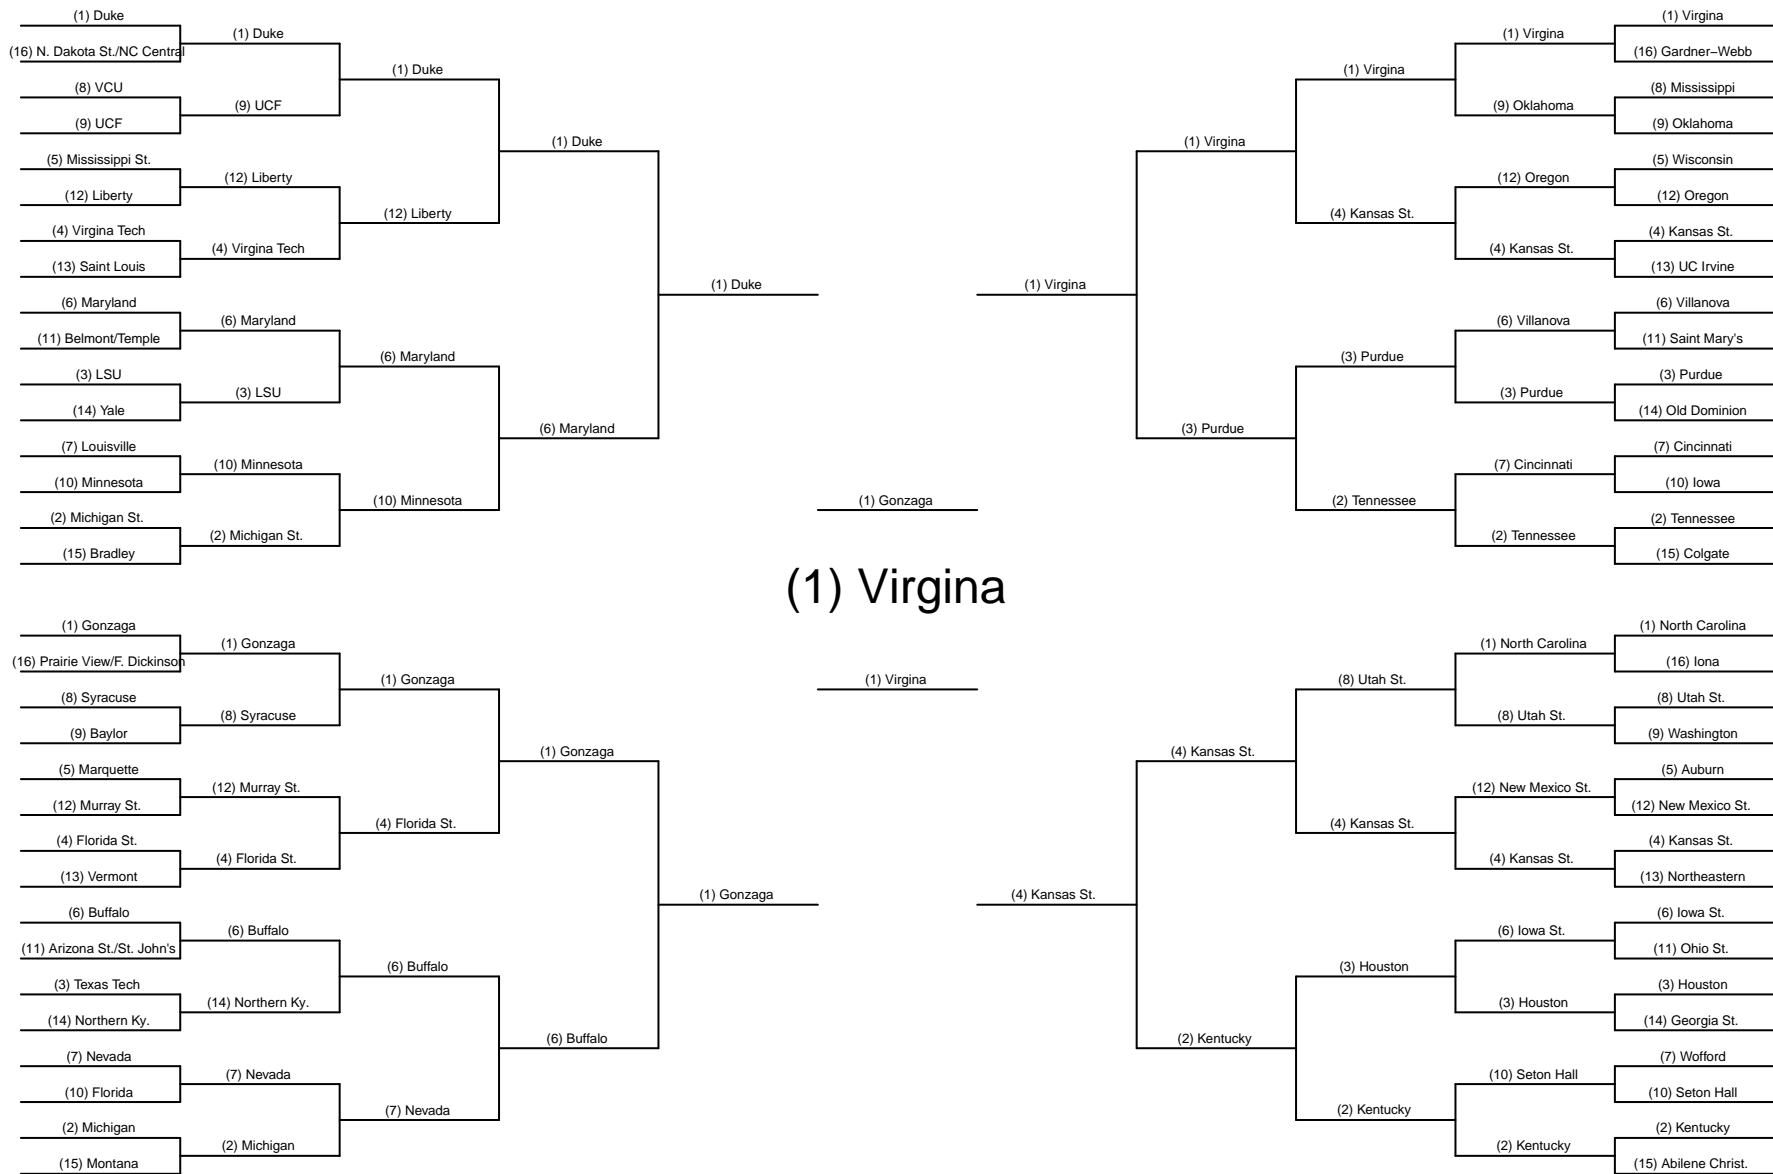 (1) Duke
(16) N. Dakota St./NC Central
(8) VCU
(9) UCF
(5) Mississippi St.
(12) Liberty
(4) Virgina Tech
(13) Saint Louis
(6) Maryland
(11) Belmont/Temple
(3) LSU
(14) Yale
(7) Louisville
(10) Minnesota
(2) Michigan St.
(15) Bradley
(1) Duke
(9) UCF
(12) Liberty
(4) Virgina Tech
(6) Maryland
(3) LSU
(10) Minnesota
(2) Michigan St.
(1) Duke
(12) Liberty
(6) Maryland
(10) Minnesota
(1) Duke
(6) Maryland
(1) Duke
(1) Gonzaga
(16) Prairie View/F. Dickinson
(8) Syracuse
(9) Baylor
(5) Marquette
(12) Murray St.
(4) Florida St.
(13) Vermont
(6) Buffalo
(11) Arizona St./St. John's
(3) Texas Tech
(14) Northern Ky.
(7) Nevada
(10) Florida
(2) Michigan
(15) Montana
(1) Gonzaga
(8) Syracuse
(12) Murray St.
(4) Florida St.
(6) Buffalo
(14) Northern Ky.
(7) Nevada
(2) Michigan
(1) Gonzaga
(4) Florida St.
(6) Buffalo
(7) Nevada
(1) Gonzaga
(6) Buffalo
(1) Gonzaga
(1) Gonzaga
(1) Virgina
(1) Virgina
(1) Virgina
(1) Virgina
(3) Purdue
(1) Virgina
(4) Kansas St.
(3) Purdue
(2) Tennessee
(1) Virgina
(9) Oklahoma
(12) Oregon
(4) Kansas St.
(6) Villanova
(3) Purdue
(7) Cincinnati
(2) Tennessee
(1) Virgina
(16) Gardner–Webb
(8) Mississippi
(9) Oklahoma
(5) Wisconsin
(12) Oregon
(4) Kansas St.
(13) UC Irvine
(6) Villanova
(11) Saint Mary's
(3) Purdue
(14) Old Dominion
(7) Cincinnati
(10) Iowa
(2) Tennessee
(15) Colgate
(4) Kansas St.
(4) Kansas St.
(2) Kentucky
(8) Utah St.
(4) Kansas St.
(3) Houston
(2) Kentucky
(1) North Carolina
(8) Utah St.
(12) New Mexico St.
(4) Kansas St.
(6) Iowa St.
(3) Houston
(10) Seton Hall
(2) Kentucky
(1) North Carolina
(16) Iona
(8) Utah St.
(9) Washington
(5) Auburn
(12) New Mexico St.
(4) Kansas St.
(13) Northeastern
(6) Iowa St.
(11) Ohio St.
(3) Houston
(14) Georgia St.
(7) Wofford
(10) Seton Hall
(2) Kentucky
(15) Abilene Christ.